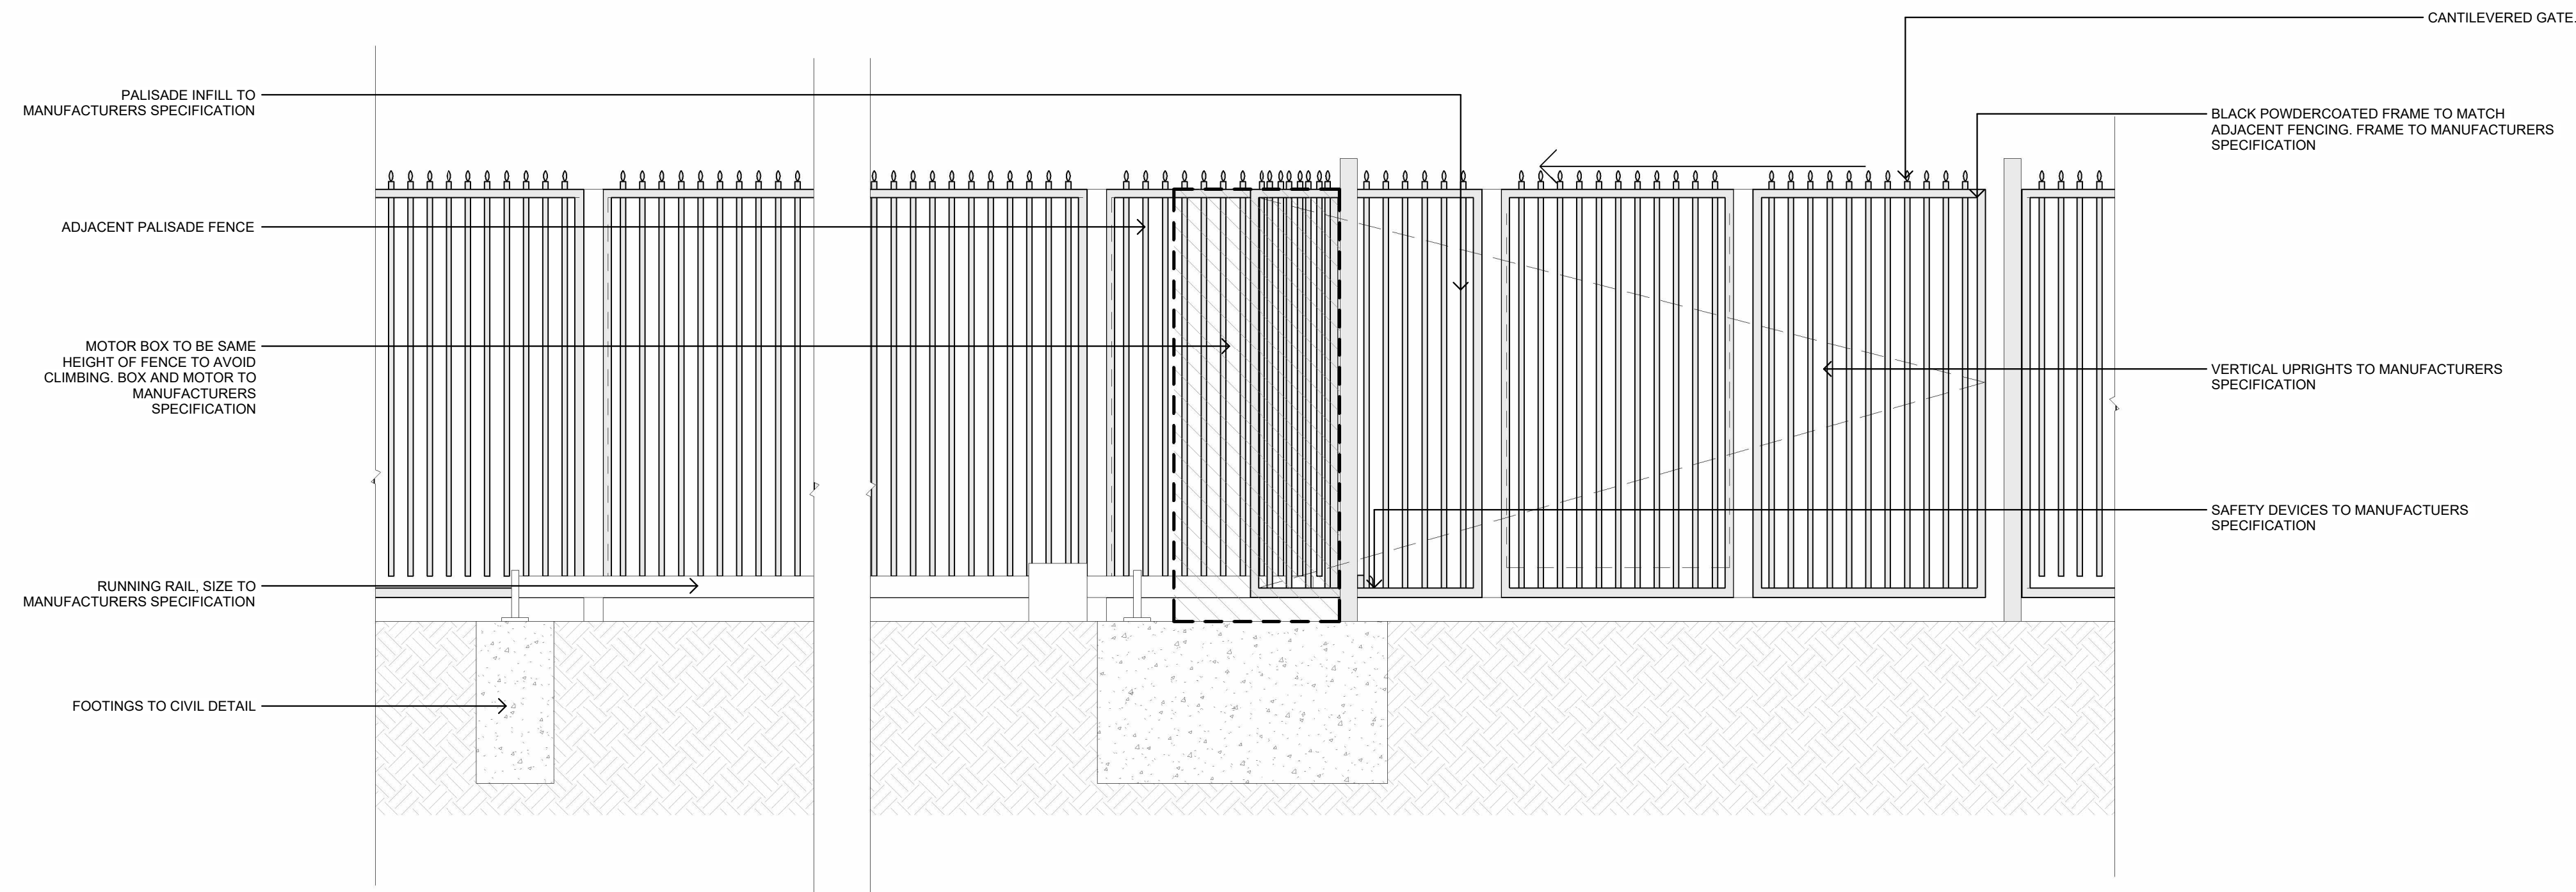 CANTILEVERED GATE.
PALISADE INFILL TO
MANUFACTURERS SPECIFICATION
BLACK POWDERCOATED FRAME TO MATCH
ADJACENT FENCING. FRAME TO MANUFACTURERS
SPECIFICATION
ADJACENT PALISADE FENCE
MOTOR BOX TO BE SAME
HEIGHT OF FENCE TO AVOID
CLIMBING. BOX AND MOTOR TO
MANUFACTURERS
SPECIFICATION
VERTICAL UPRIGHTS TO MANUFACTURERS
SPECIFICATION
SAFETY DEVICES TO MANUFACTUERS
SPECIFICATION
RUNNING RAIL, SIZE TO
MANUFACTURERS SPECIFICATION
FOOTINGS TO CIVIL DETAIL